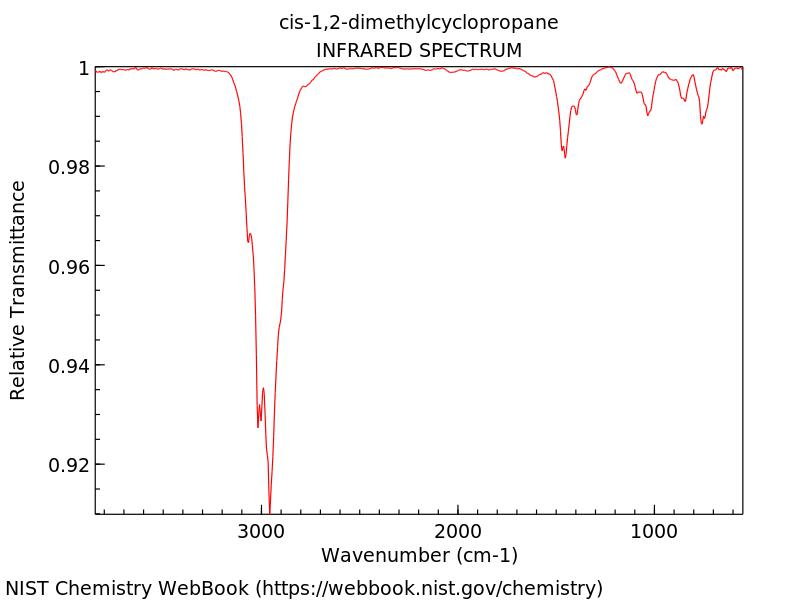 cis-1,2-dimethylcyclopropane
INFRARED SPECTRUM
1
0.98
0.96
0.94
0.92
Relative Transmittance
3000 2000 1000
Wavenumber (cm-1)
NIST Chemistry WebBook (https://webbook.nist.gov/chemistry)